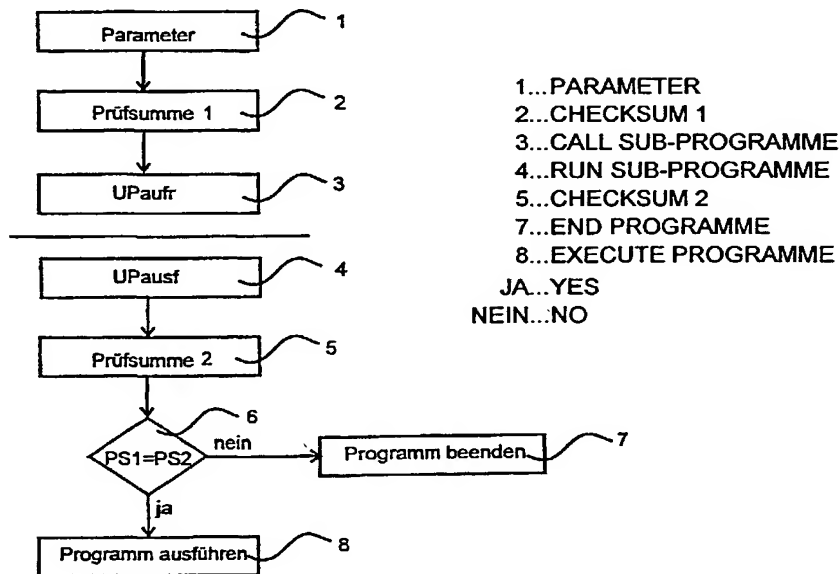 Parameter
1
Prüfsumme 1
2
UPaufr
3
UPausf
4
Prüfsumme 2
5
PS1=PS2
6
nein
Programm beenden
7
ja
Programm ausführen
8
1...PARAMETER
2...CHECKSUM 1
3...CALL SUB-PROGRAMME
4...RUN SUB-PROGRAMME
5...CHECKSUM 2
7...END PROGRAMME
8...EXECUTE PROGRAMME
JA...YES
NEIN...NO